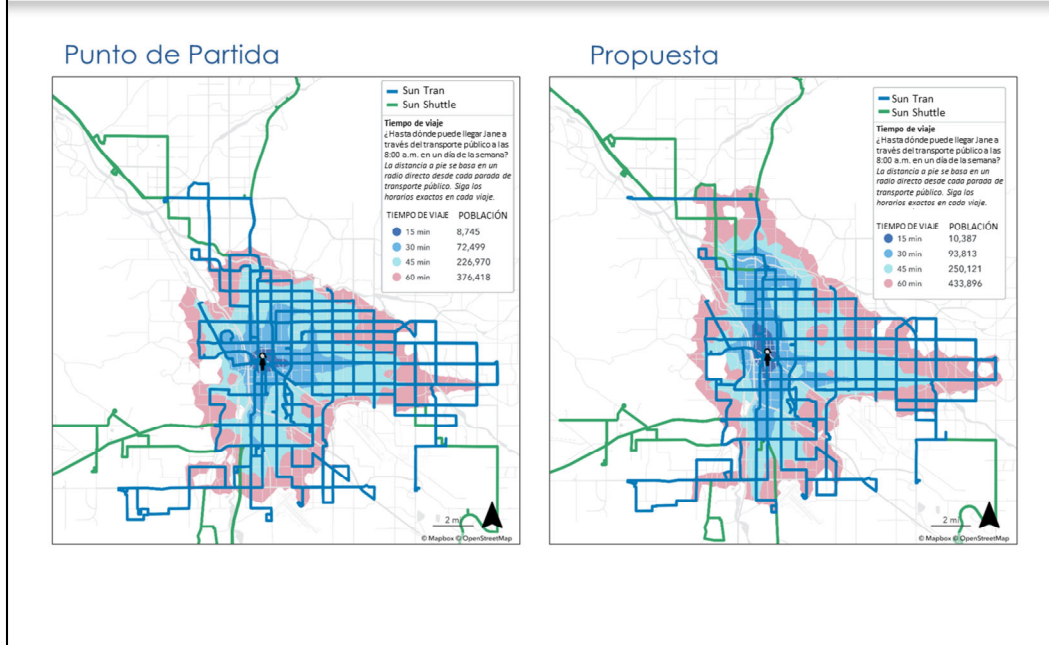 Punto de Partida
Sun Tran
Sun Shuttle
Tiempo de viaje
¿Hasta dónde puede llegar Jane a
través del transporte público a las
8:00 a.m. en un día de la semana?
La distancia a pie se basa en un
radio directo desde cada parada de
transporte público. Siga los
horarios exactos en cada viaje.
TIEMPO DE VIAJE POBLACIÓN
15 min 8,745
30 min 72,499
45 min 226,970
60 min 376,418
2 mi
© Mapbox © OpenStreetMap
Propuesta
Sun Tran
Sun Shuttle
Tiempo de viaje
¿Hasta dónde puede llegar Jane a
través del transporte público a las
8:00 a.m. en un día de la semana?
La distancia a pie se basa en un
radio directo desde cada parada de
transporte público. Siga los
horarios exactos en cada viaje.
TIEMPO DE VIAJE POBLACIÓN
15 min 10,387
30 min 93,813
45 min 250,121
60 min 433,896
2 mi
© Mapbox © OpenStreetMap